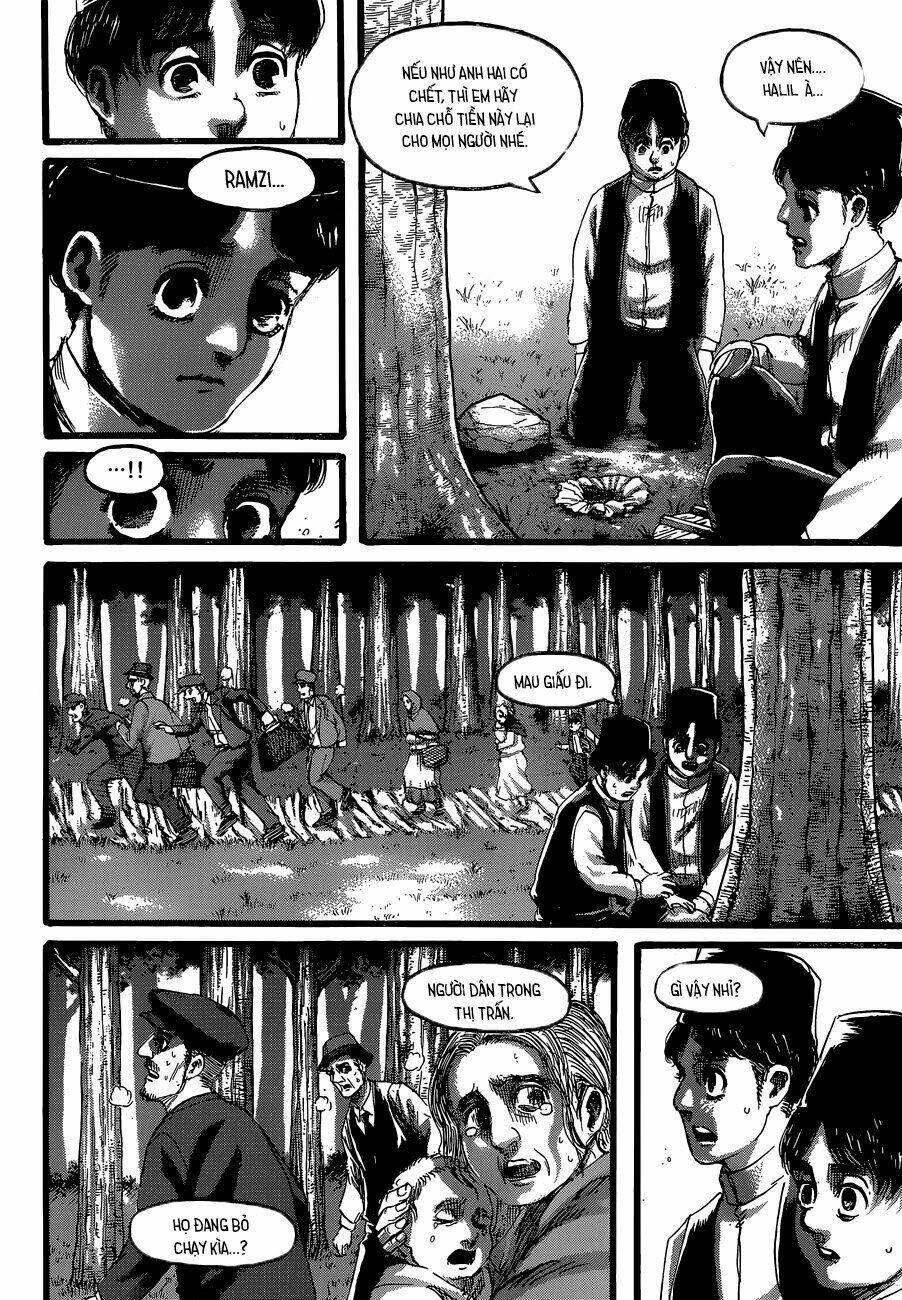 VẬY NÊN....
HALIL À...
NẾU NHƯ ANH HAI CÓ
CHẾT, THÌ EM HÃY
CHIA CHỖ TIỀN NÀY LẠI
CHO MỌI NGƯỜI NHÉ.
RAMZI...
...!!
MAU GIẤU ĐI.
GÌ VẬY NHỈ?
NGƯỜI DÂN TRONG
THỊ TRẤN.
HỌ ĐANG BỎ
CHẠY KÌA...?